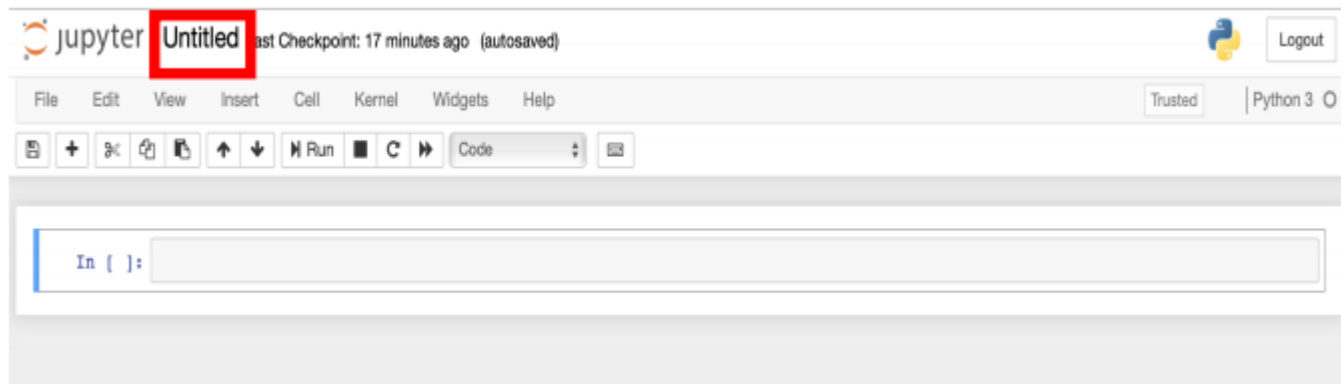 jupyter Untitled ast Checkpoint: 17 minutes ago (autosaved) Logout
File Edit View Insert Cell Kernel Widgets Help Trusted Python 3
Run Code
In [ ]: